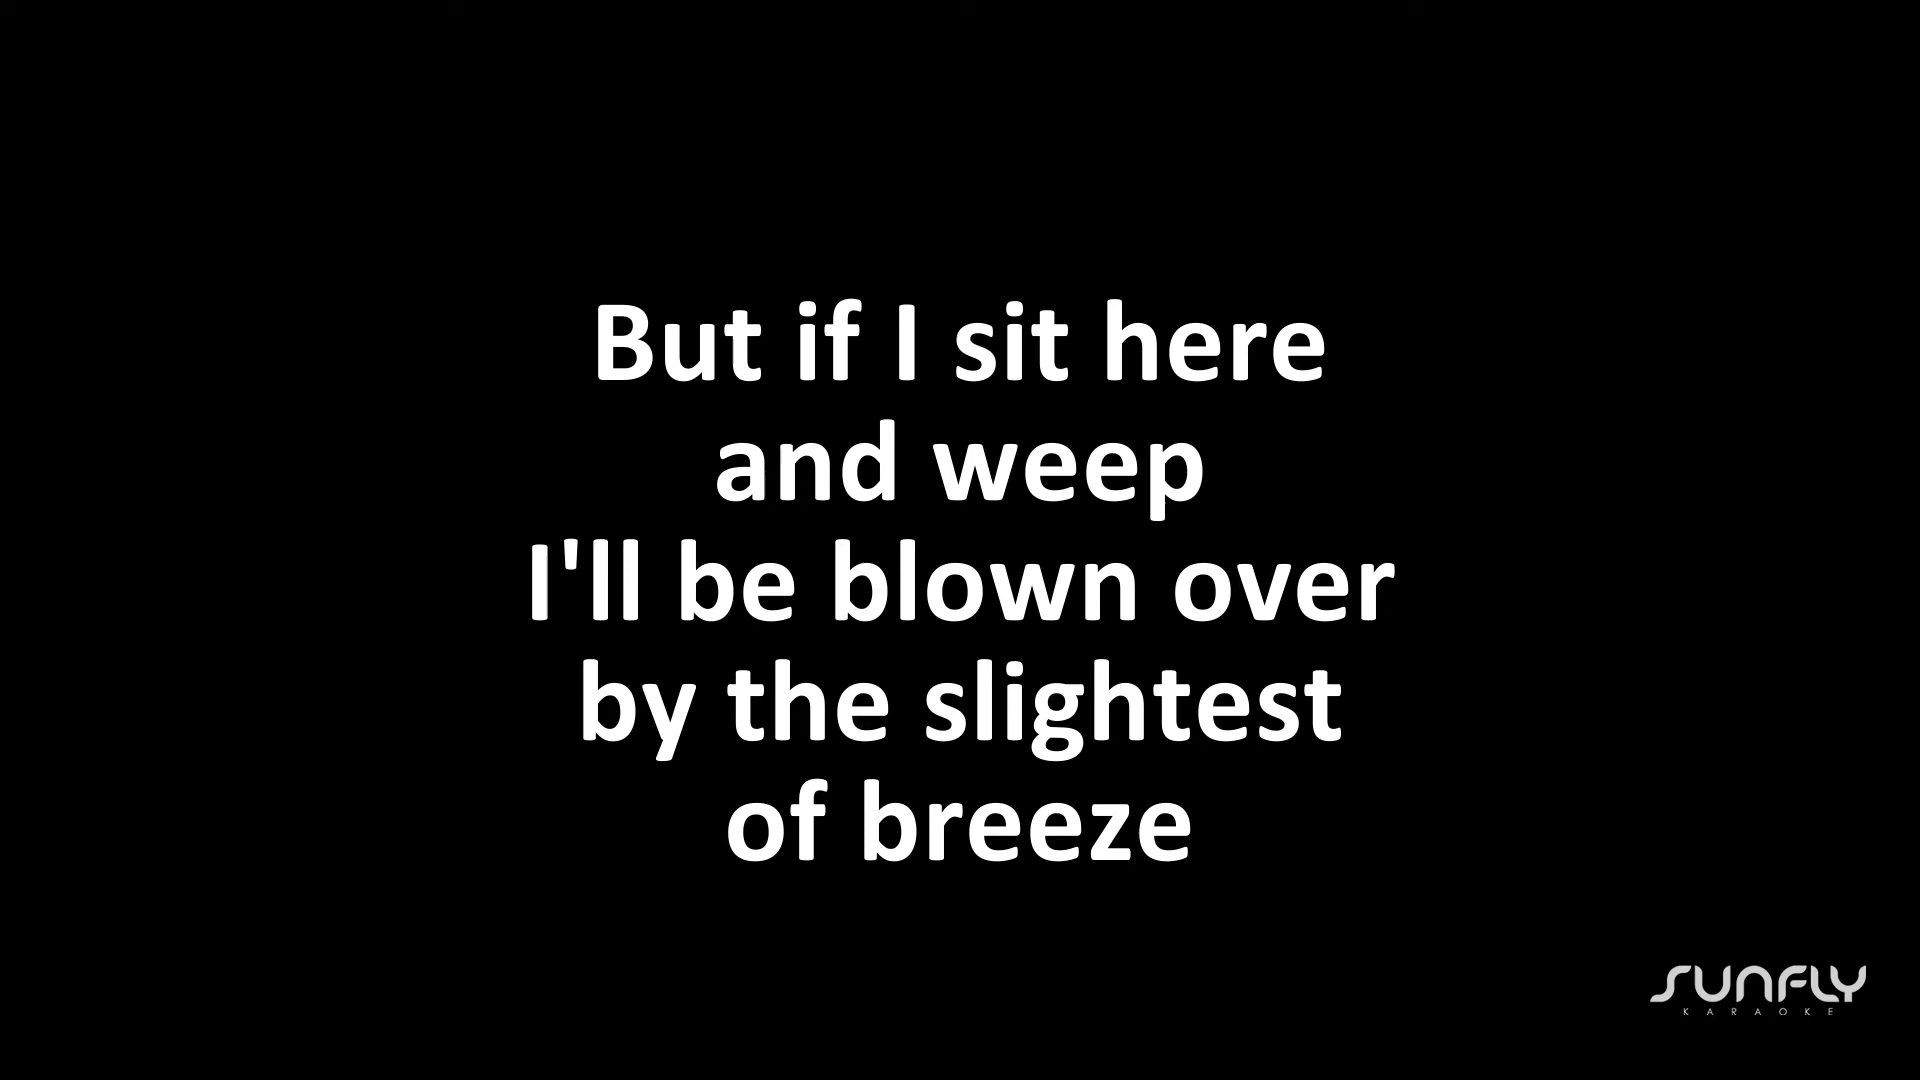 But if I sit here
and weep
I'll be blown over
by the slightest
of breeze
SUNFLY
KARAOKE